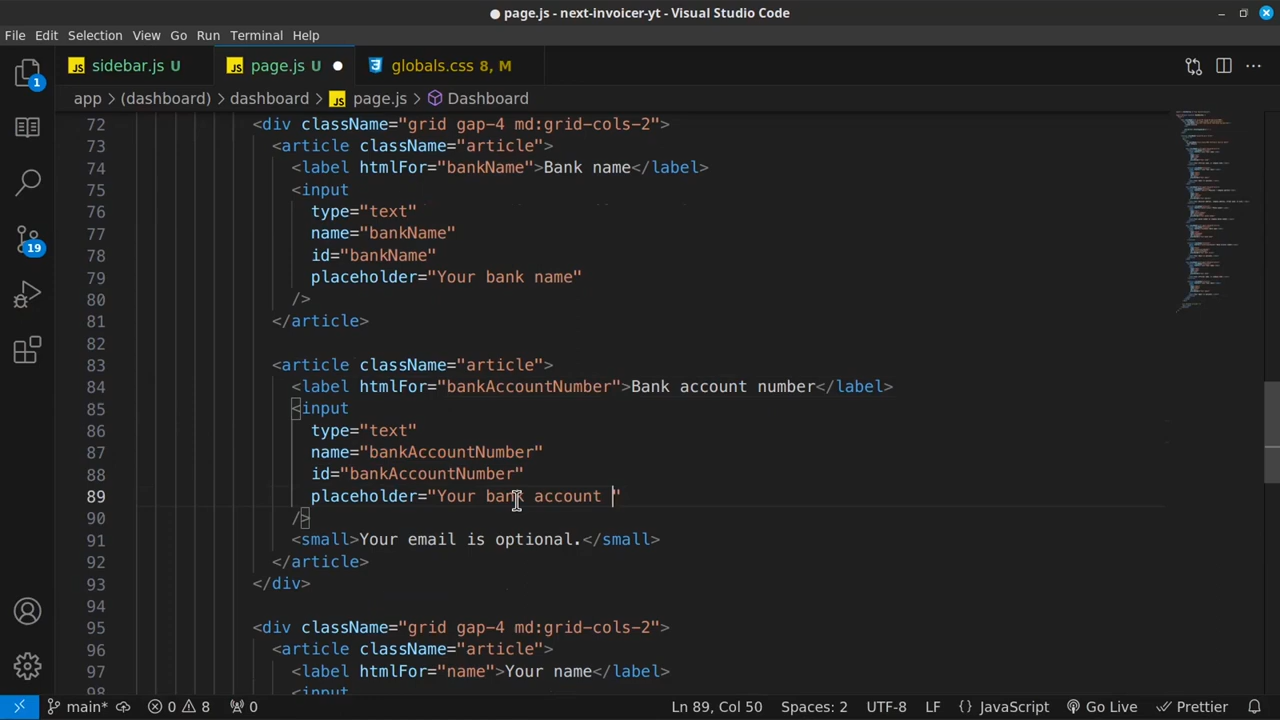 page.js - next-invoicer-yt - Visual Studio Code
File Edit Selection View Go Run Terminal Help
JS sidebar.js U JS page.js U globals.css 8, M
app > (dashboard) > dashboard > JS page.js > Dashboard
1
19
72 <div className="grid gap-4 md:grid-cols-2">
73 <article className="article">
74 <label htmlFor="bankName">Bank name</label>
75 <input
76 type="text"
77 name="bankName"
78 id="bankName"
79 placeholder="Your bank name"
80 />
81 </article>
82
83 <article className="article">
84 <label htmlFor="bankAccountNumber">Bank account number</label>
85 <input
86 type="text"
87 name="bankAccountNumber"
88 id="bankAccountNumber"
89 placeholder="Your bank account "
90 />
91 <small>Your email is optional.</small>
92 </article>
93 </div>
94
95 <div className="grid gap-4 md:grid-cols-2">
96 <article className="article">
97 <label htmlFor="name">Your name</label>
98 <input
main* 0 8 0 Ln 89, Col 50 Spaces: 2 UTF-8 LF {} JavaScript Go Live Prettier